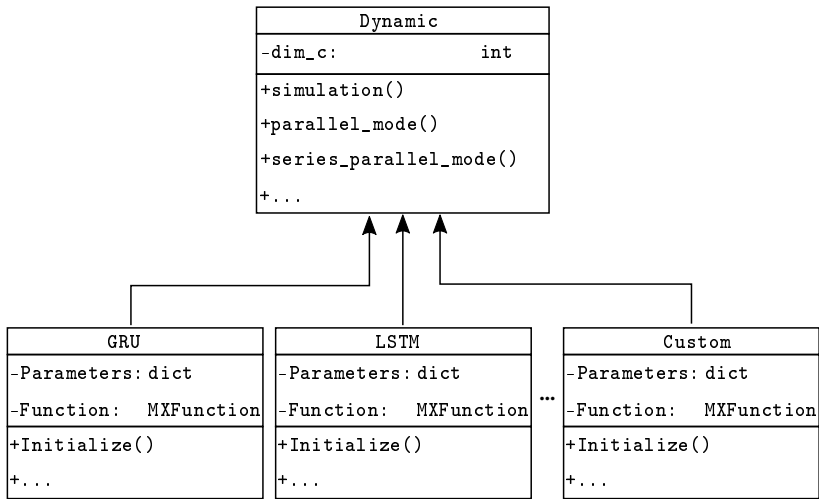 Dynamic
-dim_c: int
+simulation()
+parallel_mode()
+series_parallel_mode()
+...
GRU
-Parameters: dict
-Function: MXFunction
+Initialize()
+...
LSTM
-Parameters: dict
-Function: MXFunction
+Initialize()
+...
...
Custom
-Parameters: dict
-Function: MXFunction
+Initialize()
+...